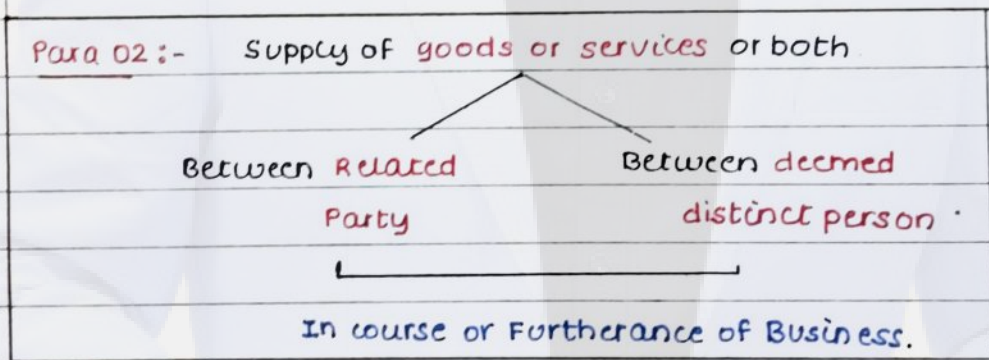 Para 02:- Supply of goods or services or both
Between Related Between deemed
Party distinct person .
In course or Furtherance of Business.